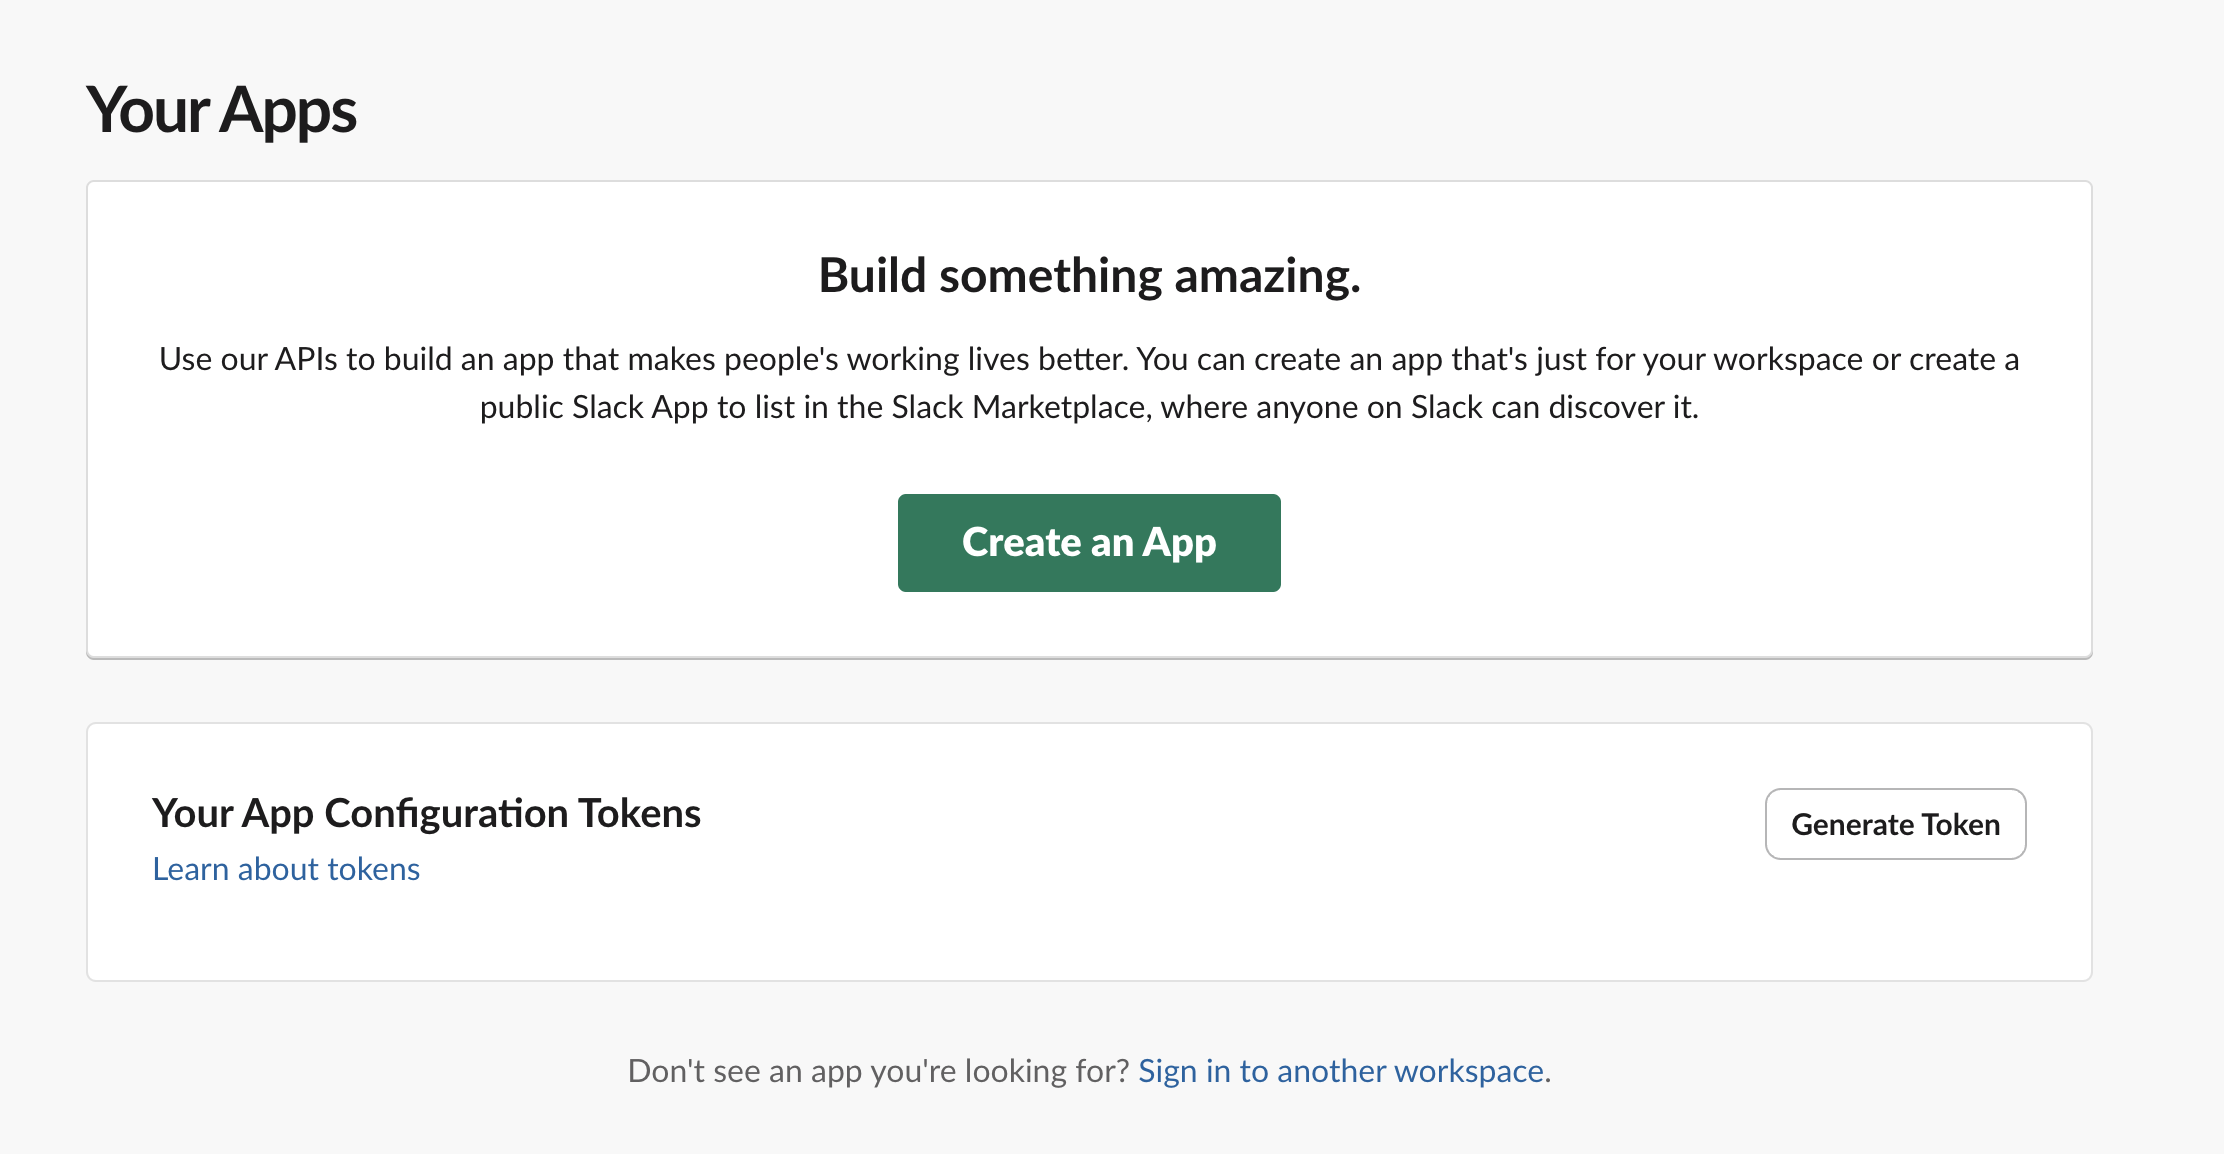 Your Apps
Build something amazing.
Use our APIs to build an app that makes people's working lives better. You can create an app that's just for your workspace or create a
public Slack App to list in the Slack Marketplace, where anyone on Slack can discover it.
Create an App
Your App Configuration Tokens
Generate Token
Learn about tokens
Don't see an app you're looking for? Sign in to another workspace.